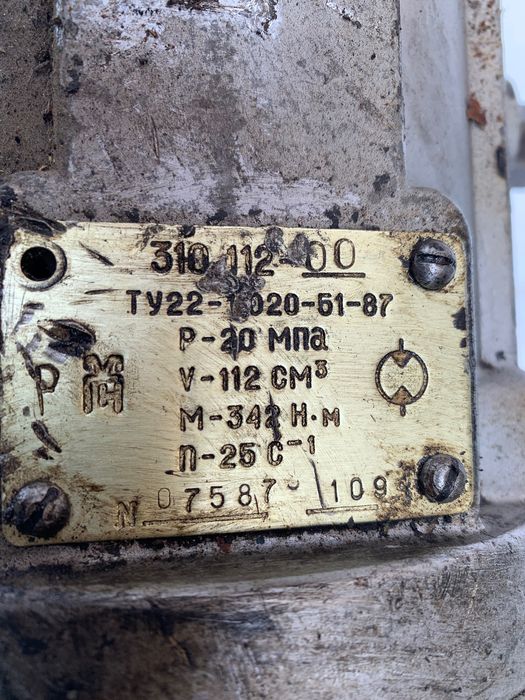 310 112-00
ТУ22-1020-51-87
Р-20 МПа
V-112 СМ³
М-342 Н·М
П-25 С⁻¹
Р
N 07587 109